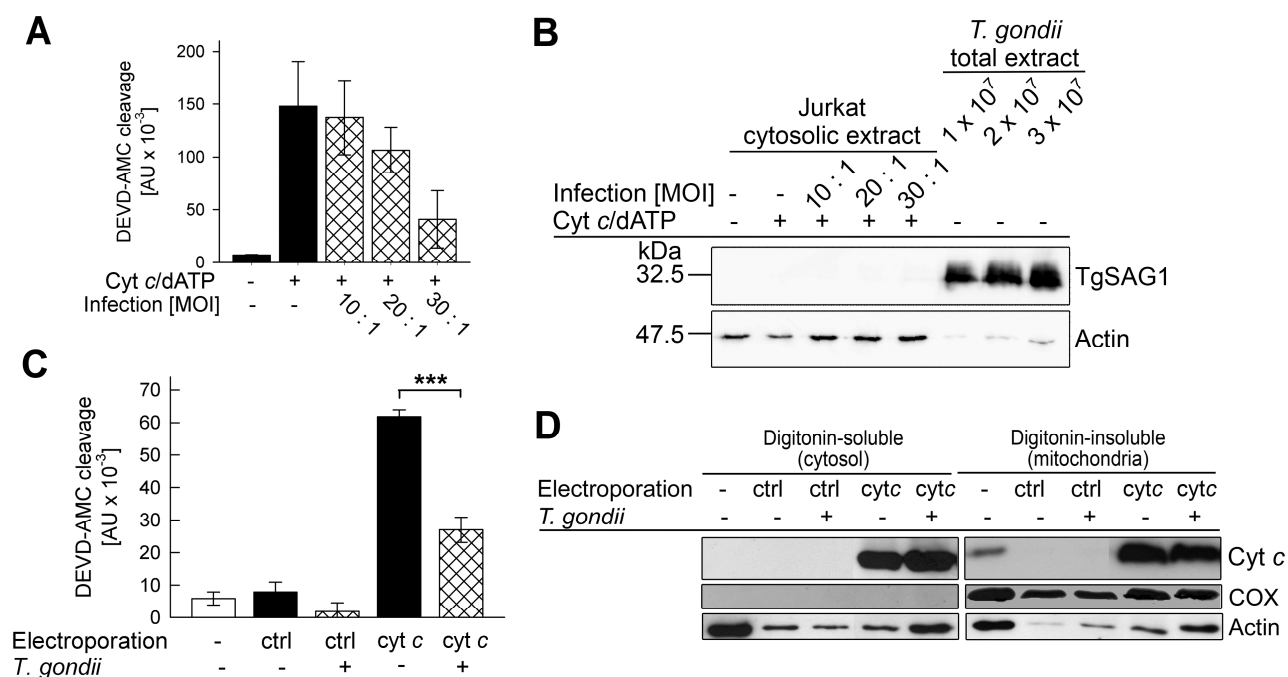 A
DEVD-AMC cleavage
[AU x 10⁻³]
200
150
100
50
0
Cyt c/dATP - + + + +
Infection [MOI] - - 10 : 1 20 : 1 30 : 1
B
T. gondii
total extract
1 x 10⁷ 2 x 10⁷ 3 x 10⁷
Jurkat
cytosolic extract
Infection [MOI] - - 10 : 1 20 : 1 30 : 1
Cyt c/dATP - + + + + - - -
kDa
32.5 TgSAG1
47.5 Actin
C
DEVD-AMC cleavage
[AU x 10⁻³]
70
60
50
40
30
20
10
0
***
Electroporation - ctrl ctrl cyt c cyt c
T. gondii - - + - +
D
Digitonin-soluble
(cytosol)
Digitonin-insoluble
(mitochondria)
Electroporation - ctrl ctrl cytc cytc - ctrl ctrl cytc cytc
T. gondii - - + - + - - + - +
Cyt c
COX
Actin